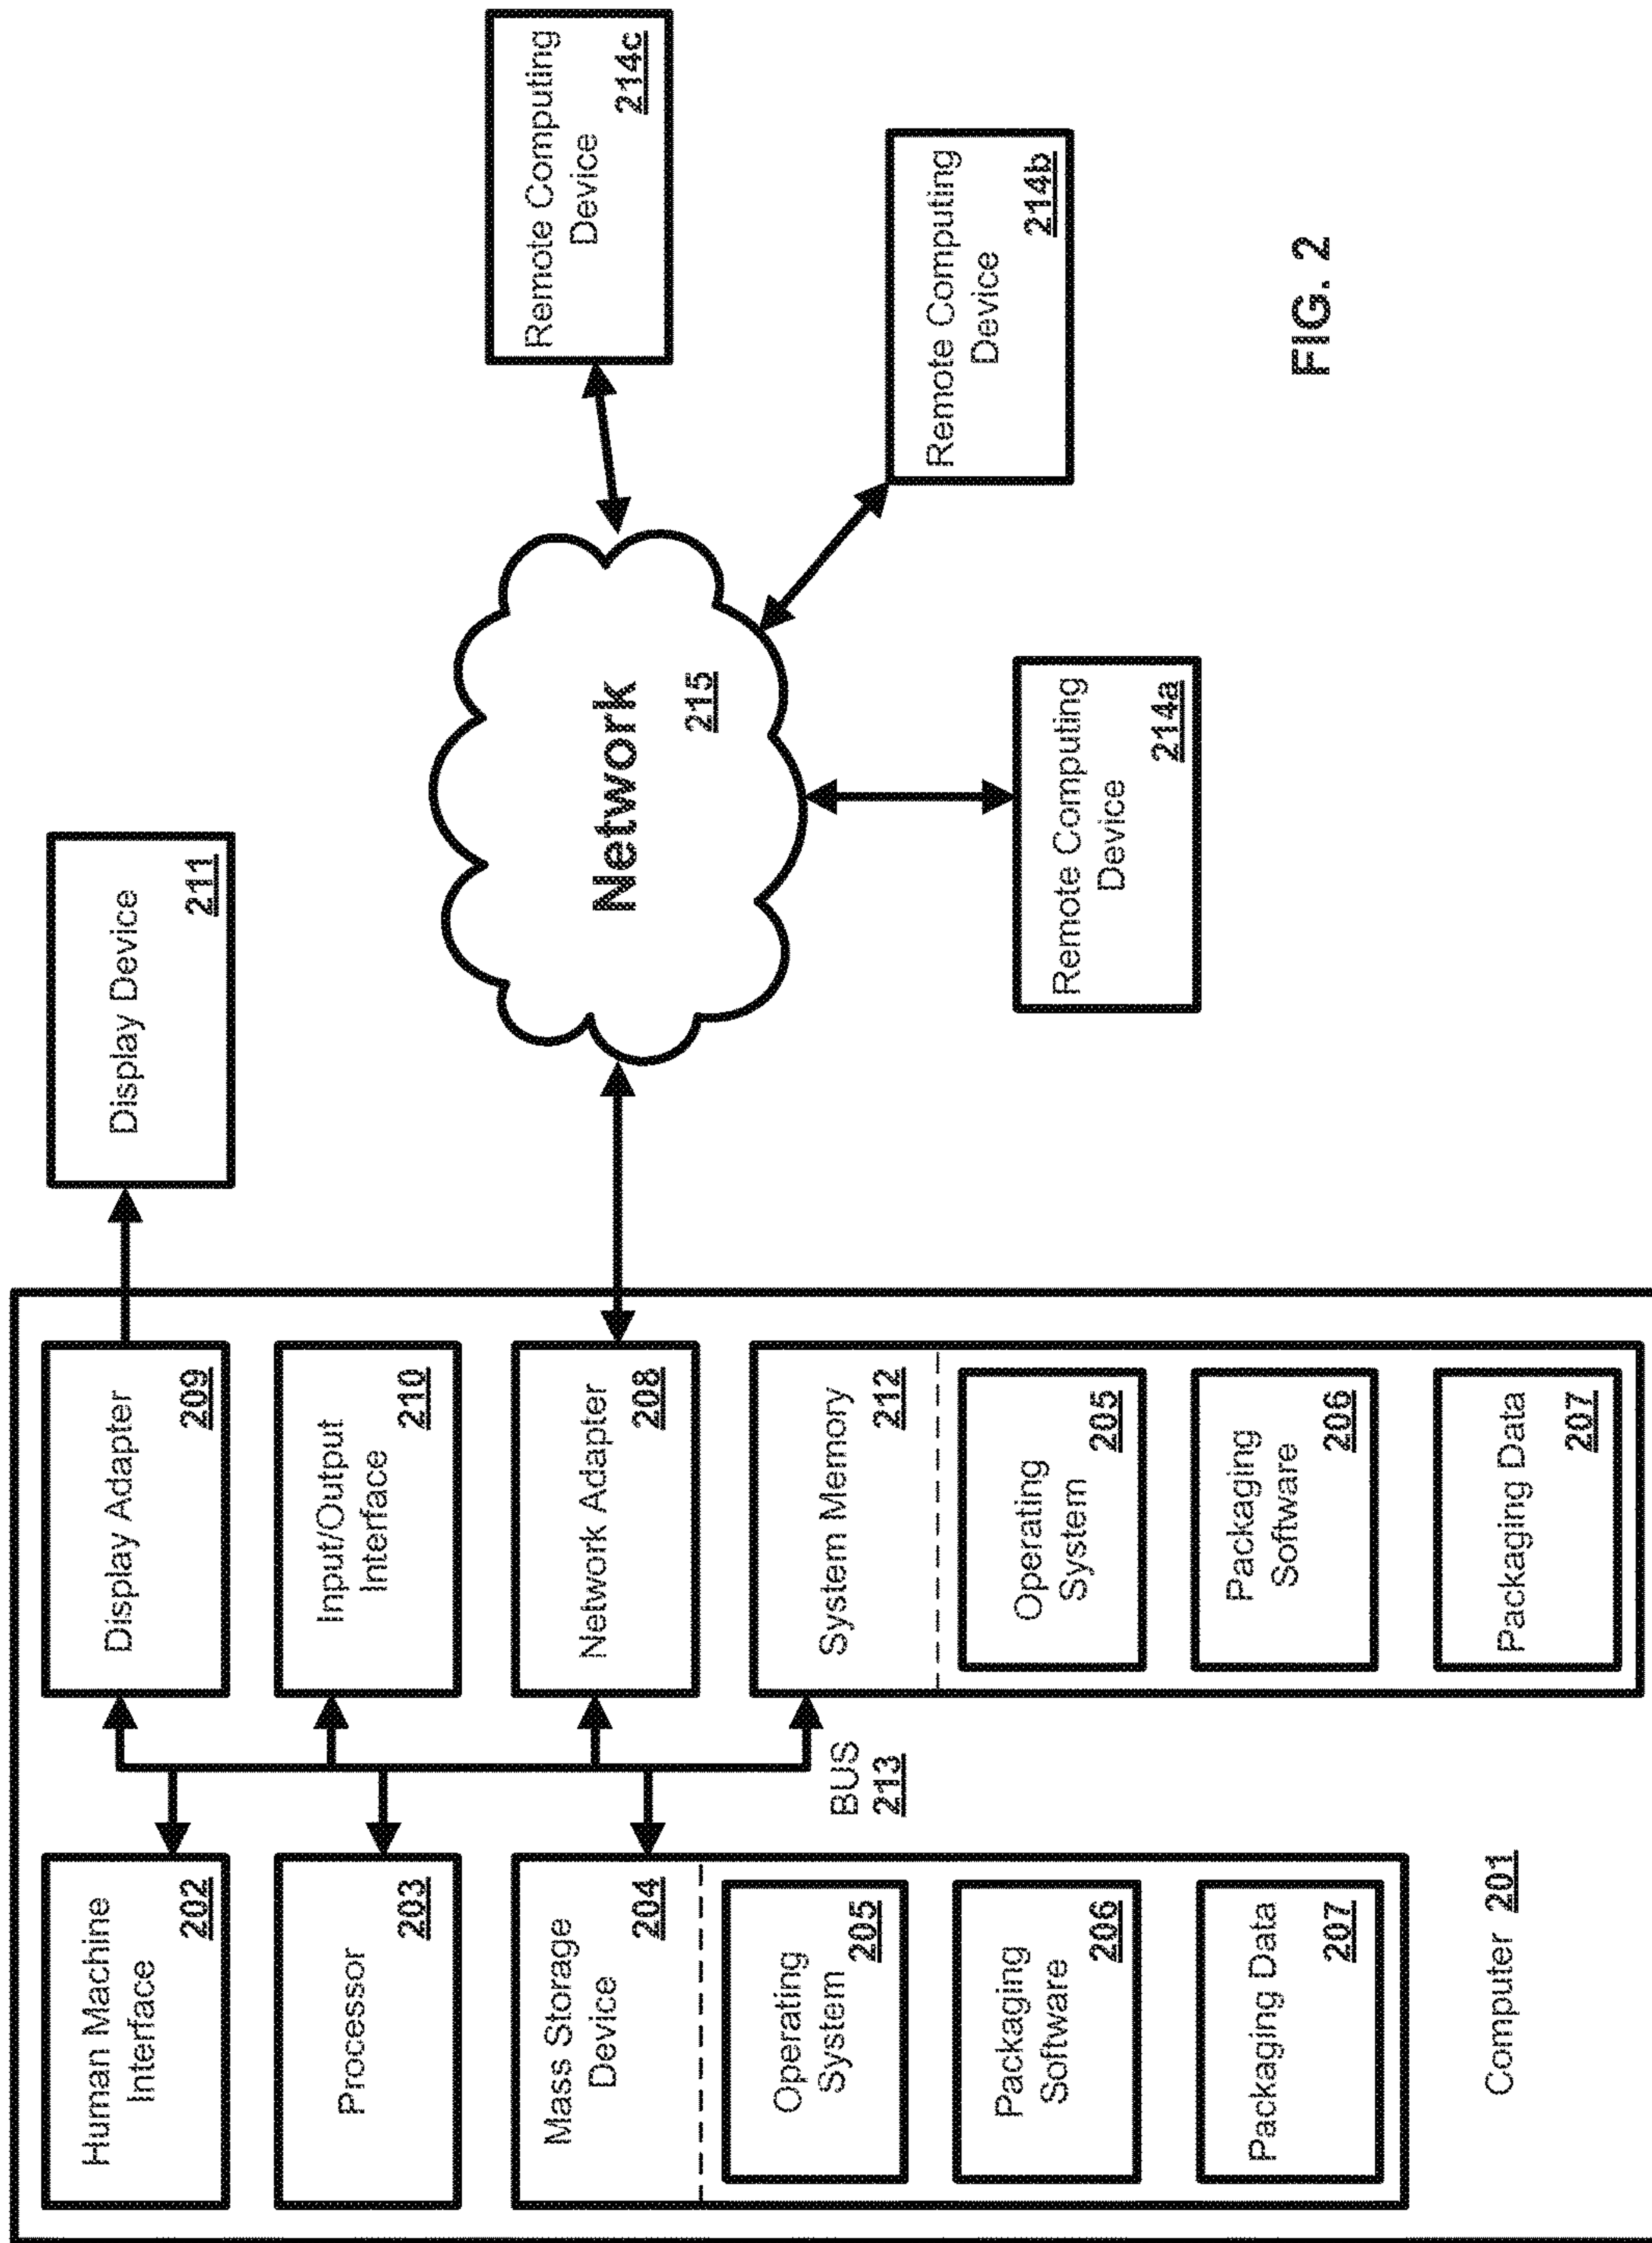 Human Machine
Interface
202
Processor
203
Mass Storage
Device
204
Operating
System
205
Packaging
Software
206
Packaging Data
207
Computer 201
BUS
213
Display Adapter
209
Input/Output
Interface
210
Network Adapter
208
System Memory
212
Operating
System
205
Packaging
Software
206
Packaging Data
207
Display Device
211
Network
215
Remote Computing
Device
214a
Remote Computing
Device
214b
Remote Computing
Device
214c
FIG. 2